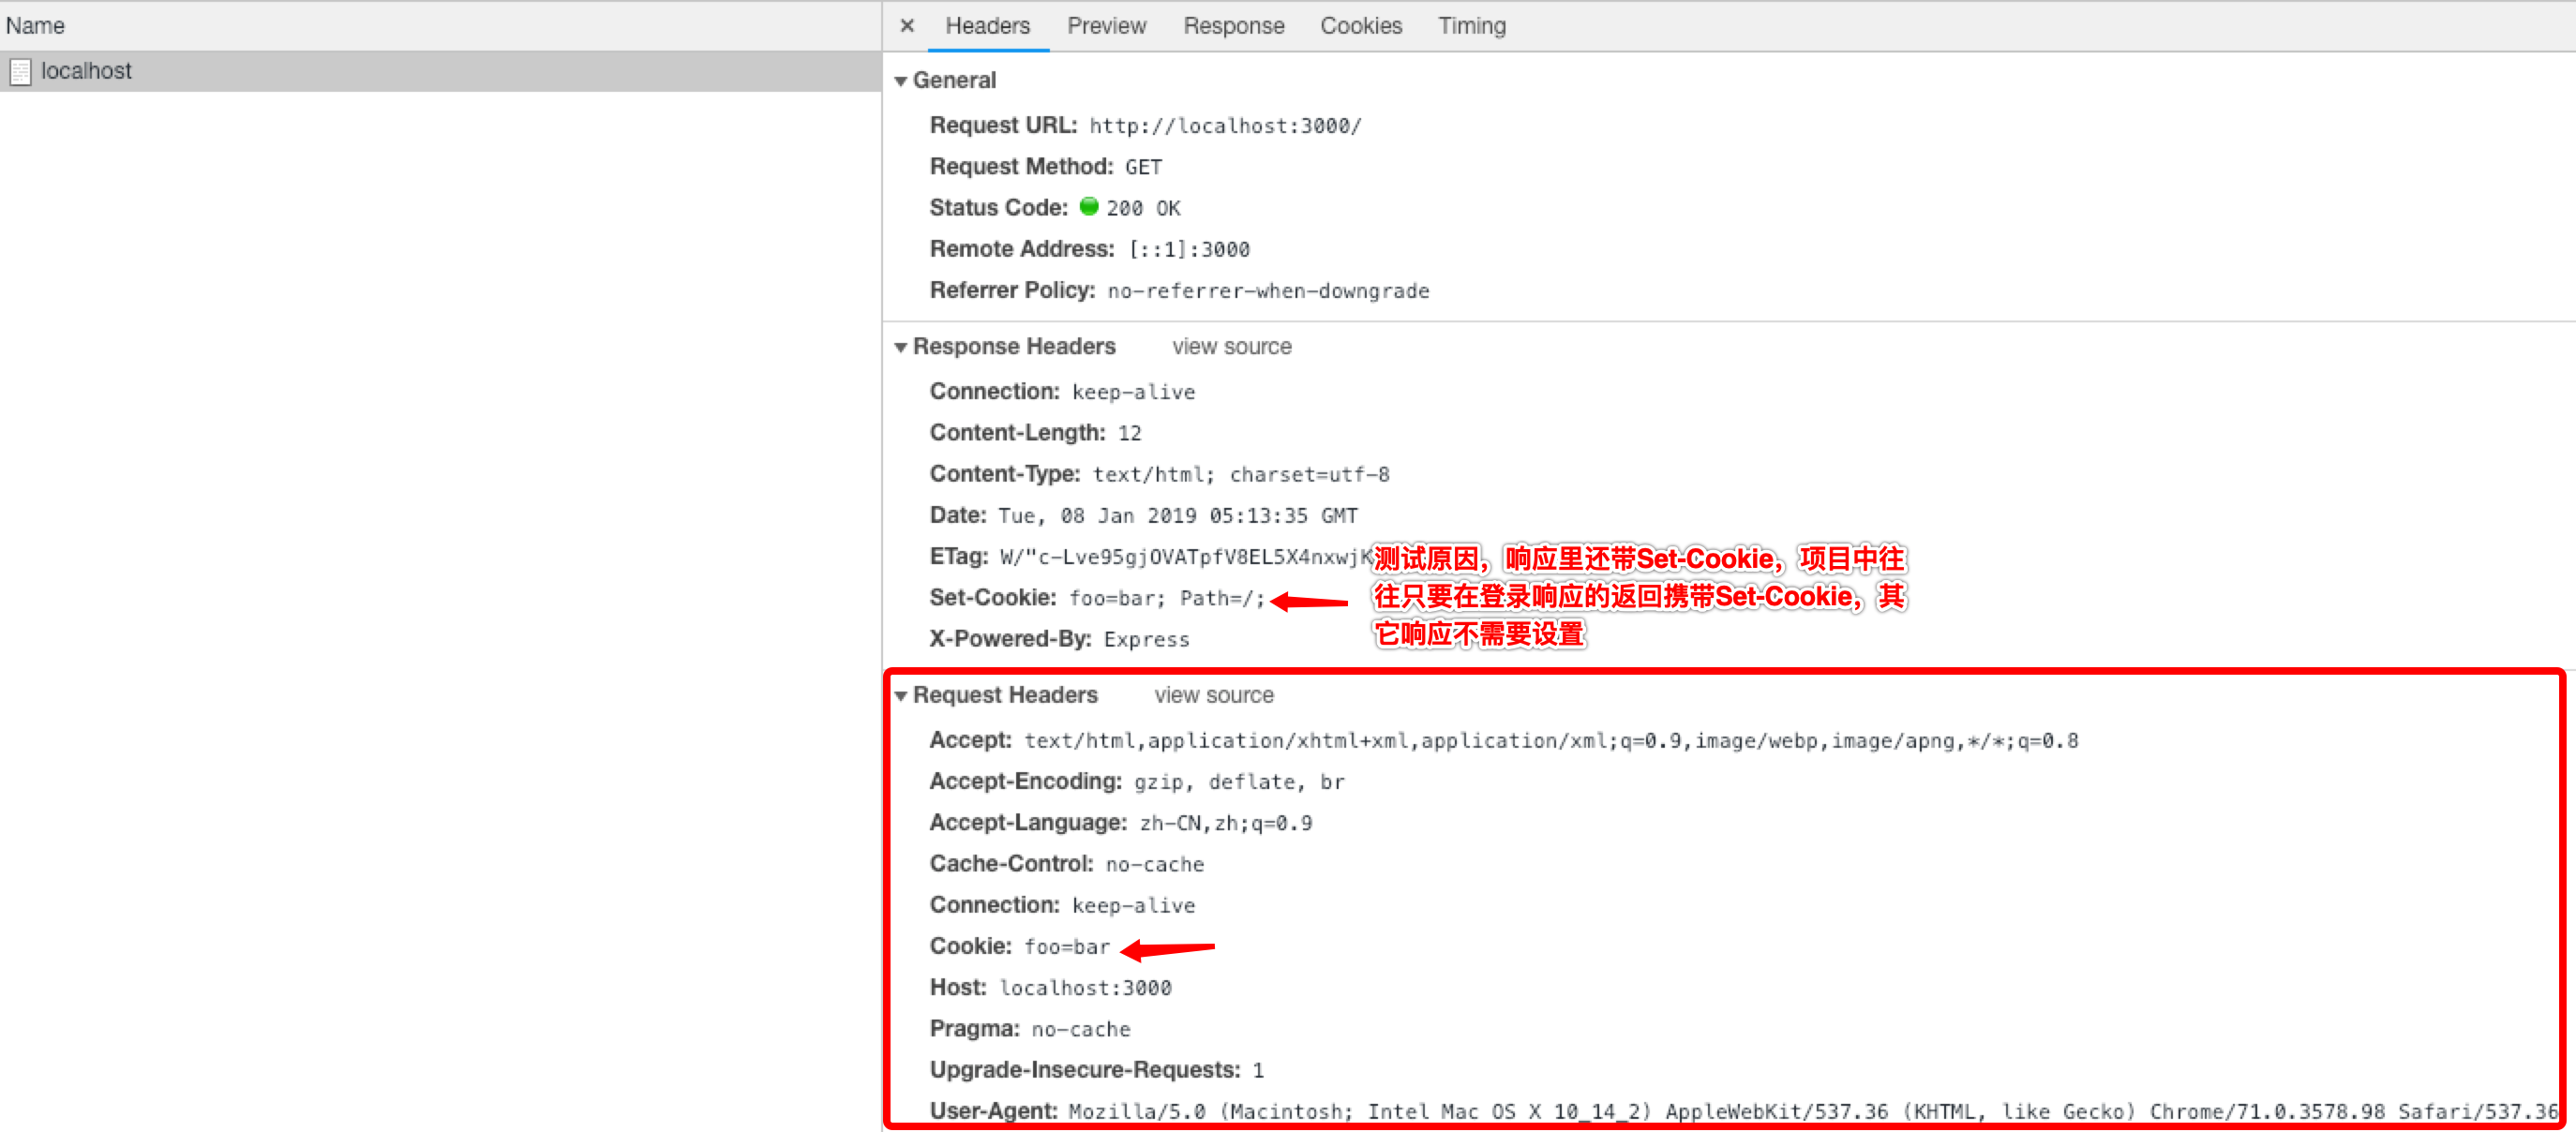 Name
localhost
× Headers Preview Response Cookies Timing
General
Request URL: http://localhost:3000/
Request Method: GET
Status Code: 200 OK
Remote Address: [::1]:3000
Referrer Policy: no-referrer-when-downgrade
Response Headers view source
Connection: keep-alive
Content-Length: 12
Content-Type: text/html; charset=utf-8
Date: Tue, 08 Jan 2019 05:13:35 GMT
ETag: W/"c-Lve95gjOVATpfV8EL5X4nxwjK
Set-Cookie: foo=bar; Path=/;
X-Powered-By: Express
测试原因，响应里还带Set-Cookie，项目中往
往只要在登录响应的返回携带Set-Cookie，其
它响应不需要设置
Request Headers view source
Accept: text/html,application/xhtml+xml,application/xml;q=0.9,image/webp,image/apng,*/*;q=0.8
Accept-Encoding: gzip, deflate, br
Accept-Language: zh-CN,zh;q=0.9
Cache-Control: no-cache
Connection: keep-alive
Cookie: foo=bar
Host: localhost:3000
Pragma: no-cache
Upgrade-Insecure-Requests: 1
User-Agent: Mozilla/5.0 (Macintosh; Intel Mac OS X 10_14_2) AppleWebKit/537.36 (KHTML, like Gecko) Chrome/71.0.3578.98 Safari/537.36